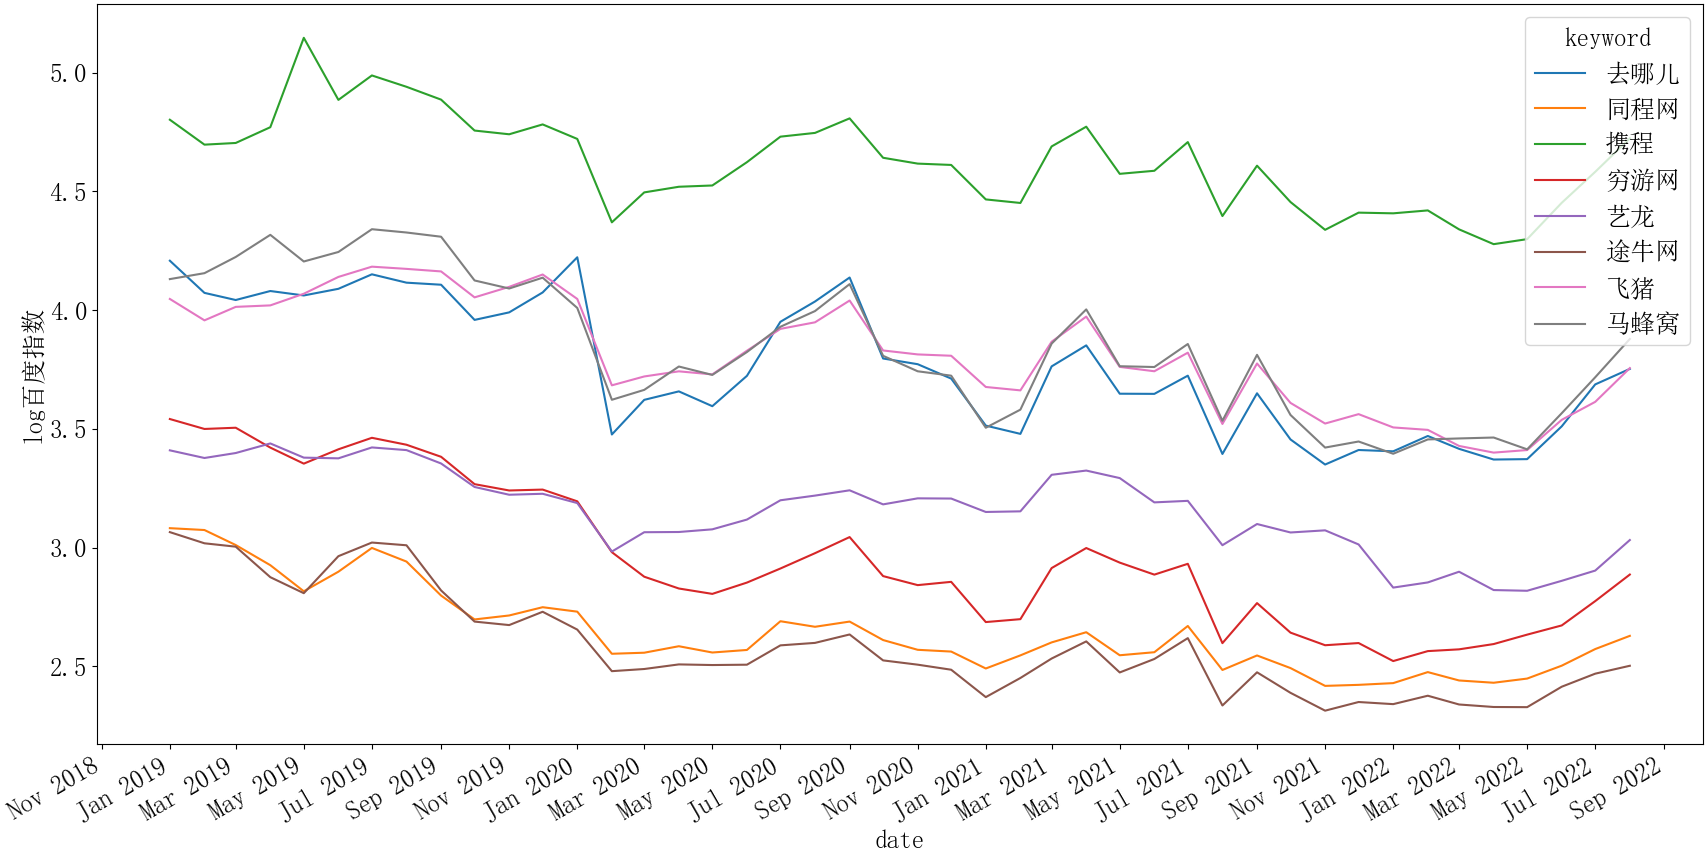 keyword
去哪儿
同程网
携程
穷游网
艺龙
途牛网
飞猪
马蜂窝
5.0
4.5
4.0
3.5
3.0
2.5
log百度指数
Nov 2018
Jan 2019
Mar 2019
May 2019
Jul 2019
Sep 2019
Nov 2019
Jan 2020
Mar 2020
May 2020
Jul 2020
Sep 2020
Nov 2020
Jan 2021
Mar 2021
May 2021
Jul 2021
Sep 2021
Nov 2021
Jan 2022
Mar 2022
May 2022
Jul 2022
Sep 2022
date